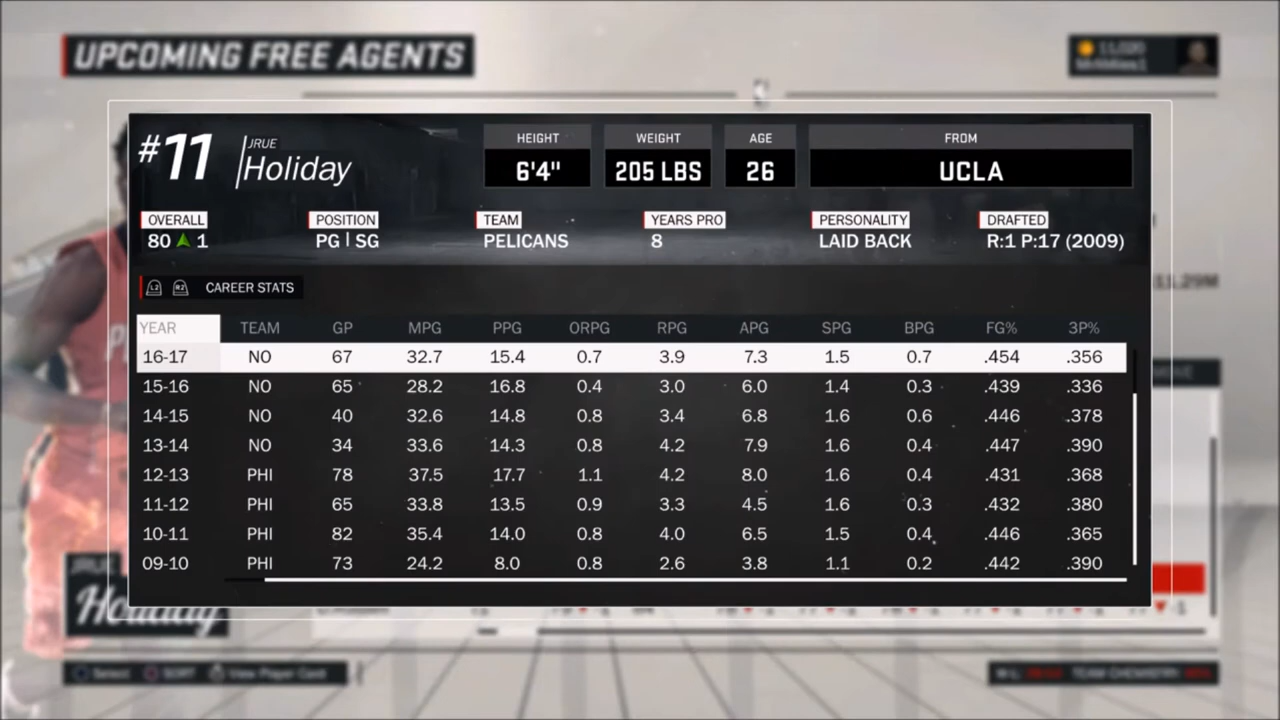 UPCOMING FREE AGENTS
#11 JRUE Holiday
HEIGHT WEIGHT AGE FROM
6'4" 205 LBS 26 UCLA
OVERALL POSITION TEAM YEARS PRO PERSONALITY DRAFTED
80 ▲ 1 PG | SG PELICANS 8 LAID BACK R:1 P:17 (2009)
L2 R2 CAREER STATS
YEAR TEAM GP MPG PPG ORPG RPG APG SPG BPG FG% 3P%
16-17 NO 67 32.7 15.4 0.7 3.9 7.3 1.5 0.7 .454 .356
15-16 NO 65 28.2 16.8 0.4 3.0 6.0 1.4 0.3 .439 .336
14-15 NO 40 32.6 14.8 0.8 3.4 6.8 1.6 0.6 .446 .378
13-14 NO 34 33.6 14.3 0.8 4.2 7.9 1.6 0.4 .447 .390
12-13 PHI 78 37.5 17.7 1.1 4.2 8.0 1.6 0.4 .431 .368
11-12 PHI 65 33.8 13.5 0.9 3.3 4.5 1.6 0.3 .432 .380
10-11 PHI 82 35.4 14.0 0.8 4.0 6.5 1.5 0.4 .446 .365
09-10 PHI 73 24.2 8.0 0.8 2.6 3.8 1.1 0.2 .442 .390
JRUE
Holiday
Select SORT View Player Card
TEAM CHEMISTRY